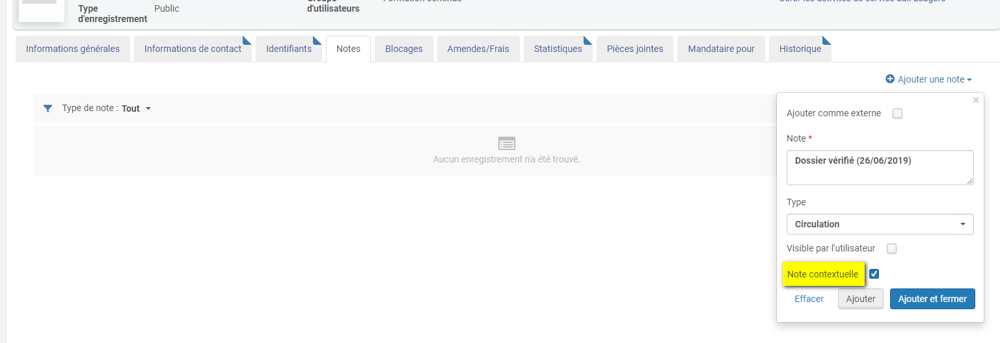 Type
d'enregistrement
Public
Groupe
d'utilisateurs
Formation continue
Gérer les activités de service aux usagers
Informations générales
Informations de contact
Identifiants
Notes
Blocages
Amendes/Frais
Statistiques
Pièces jointes
Mandataire pour
Historique
Ajouter une note
Type de note : Tout
Aucun enregistrement n'a été trouvé.
×
Ajouter comme externe
Note *
Dossier vérifié (26/06/2019)
Type
Circulation
Visible par l'utilisateur
Note contextuelle
Effacer
Ajouter
Ajouter et fermer